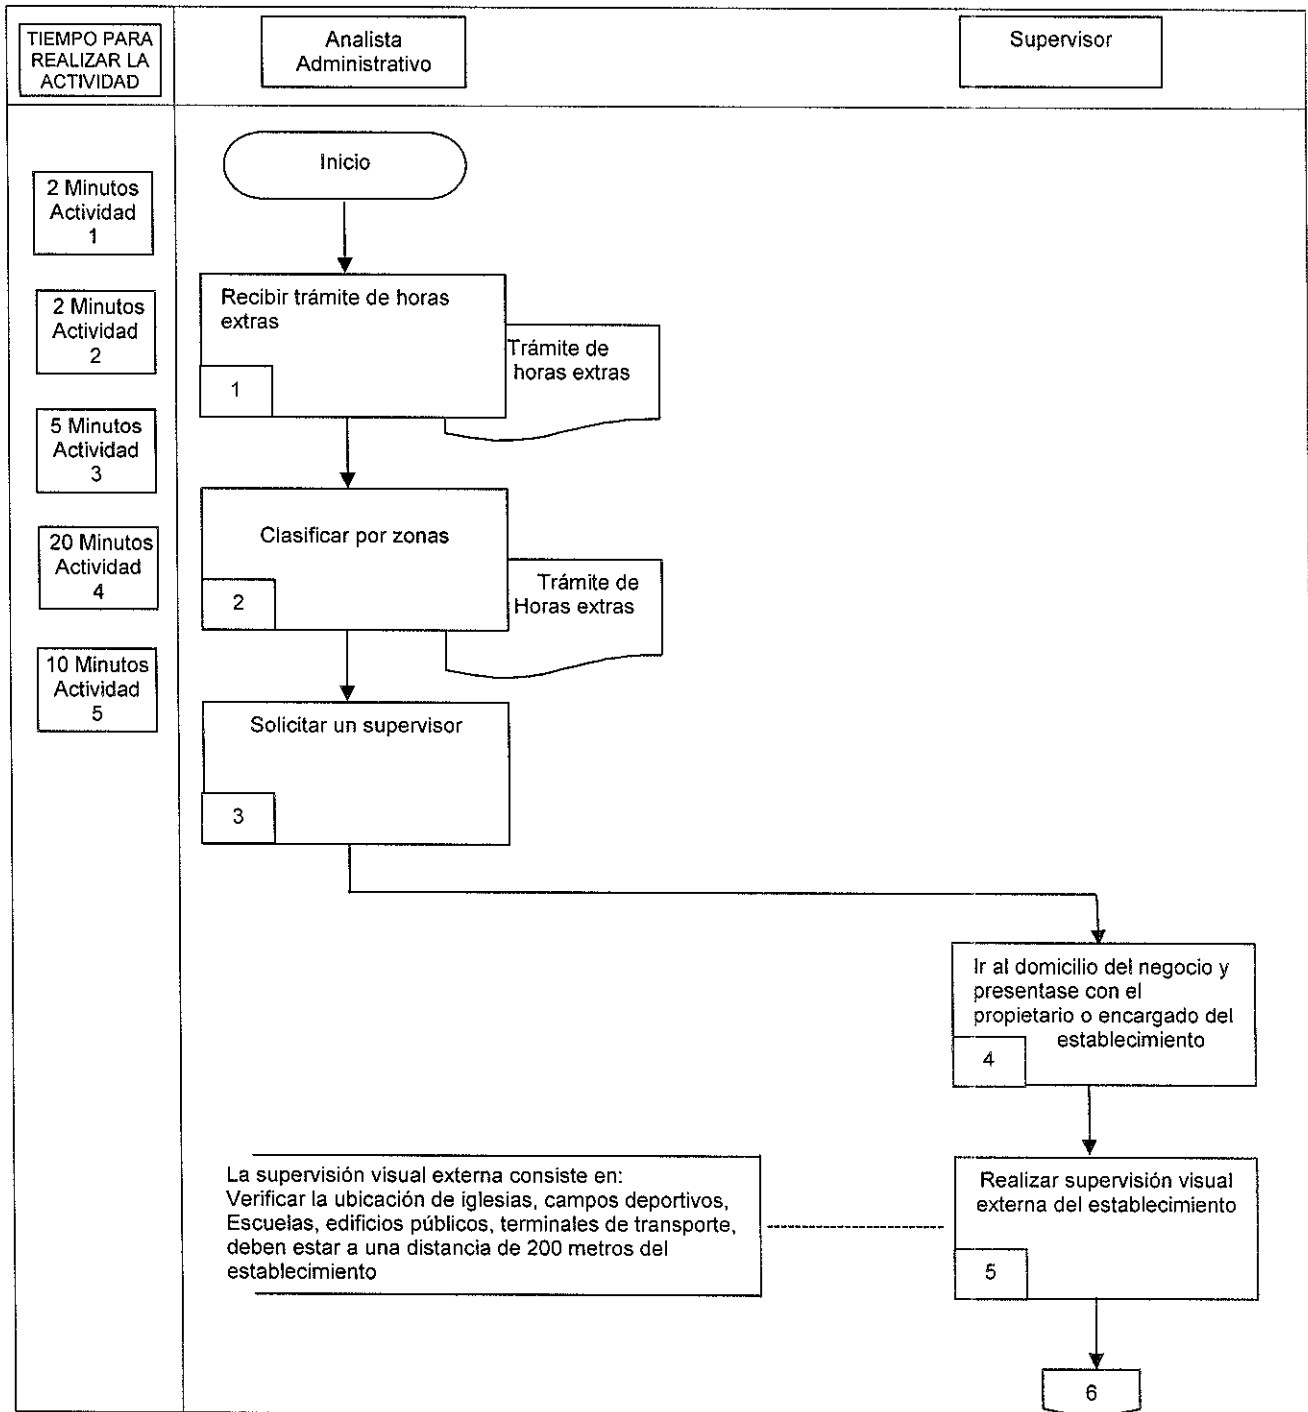 TIEMPO PARA
REALIZAR LA
ACTIVIDAD
Analista
Administrativo
Supervisor
Inicio
2 Minutos
Actividad
1
Recibir trámite de horas
extras
1
Trámite de
horas extras
2 Minutos
Actividad
2
5 Minutos
Actividad
3
Clasificar por zonas
2
Trámite de
Horas extras
20 Minutos
Actividad
4
10 Minutos
Actividad
5
Solicitar un supervisor
3
Ir al domicilio del negocio y
presentase con el
propietario o encargado del
establecimiento
4
La supervisión visual externa consiste en:
Verificar la ubicación de iglesias, campos deportivos,
Escuelas, edificios públicos, terminales de transporte,
deben estar a una distancia de 200 metros del
establecimiento
Realizar supervisión visual
externa del establecimiento
5
6